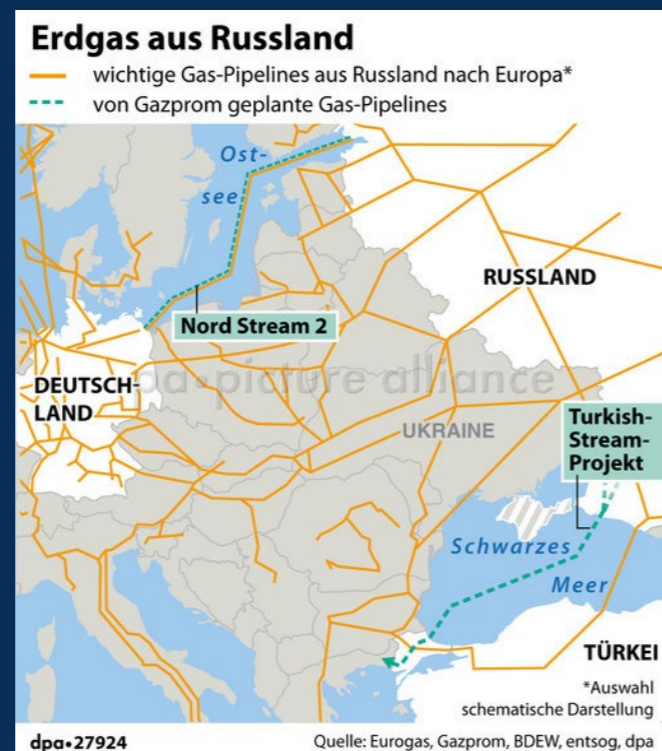 Erdgas aus Russland
wichtige Gas-Pipelines aus Russland nach Europa*
von Gazprom geplante Gas-Pipelines
Ost-
see
RUSSLAND
Nord Stream 2
DEUTSCH-
LAND
dpa-picture alliance
UKRAINE
Turkish-
Stream-
Projekt
Schwarzes
Meer
TÜRKEI
*Auswahl
schematische Darstellung
dpa•27924
Quelle: Eurogas, Gazprom, BDEW, entsog, dpa